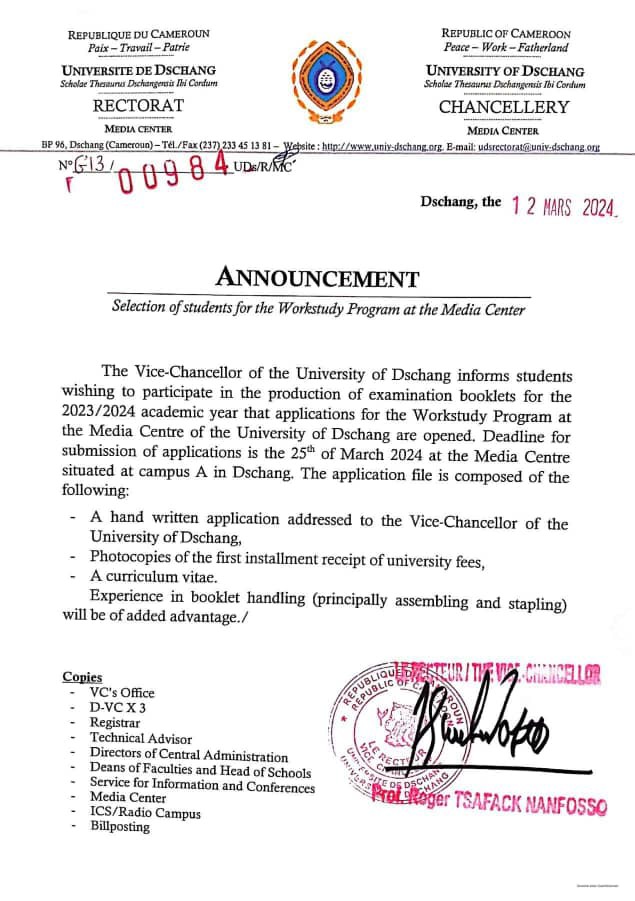 REPUBLIQUE DU CAMEROUN
Paix – Travail – Patrie
UNIVERSITE DE DSCHANG
Scholae Thesaurus Dschangensis Ibi Cordum
RECTORAT
MEDIA CENTER
REPUBLIC OF CAMEROON
Peace – Work – Fatherland
UNIVERSITY OF DSCHANG
Scholae Thesaurus Dschangensis Ibi Cordum
CHANCELLERY
MEDIA CENTER
BP 96, Dschang (Cameroun) – Tél./Fax (237) 233 45 13 81 – Website : http://www.univ-dschang.org. E-mail: udsrectorat@univ-dschang.org
N° 00984 UDs/R/MC
Dschang, the 12 MARS 2024
ANNOUNCEMENT
Selection of students for the Workstudy Program at the Media Center
The Vice-Chancellor of the University of Dschang informs students
wishing to participate in the production of examination booklets for the
2023/2024 academic year that applications for the Workstudy Program at
the Media Centre of the University of Dschang are opened. Deadline for
submission of applications is the 25th of March 2024 at the Media Centre
situated at campus A in Dschang. The application file is composed of the
following:
- A hand written application addressed to the Vice-Chancellor of the
University of Dschang,
- Photocopies of the first installment receipt of university fees,
- A curriculum vitae.
Experience in booklet handling (principally assembling and stapling)
will be of added advantage./
Copies
- VC's Office
- D-VC X 3
- Registrar
- Technical Advisor
- Directors of Central Administration
- Deans of Faculties and Head of Schools
- Service for Information and Conferences
- Media Center
- ICS/Radio Campus
- Billposting
LE RECTEUR / THE VICE-CHANCELLOR
REPUBLIQUE DU CAMEROUN
REPUBLIC OF CAMEROON
LE RECTEUR
UNIVERSITE DE DSCHANG
Prof. Roger TSAFACK NANFOSSO